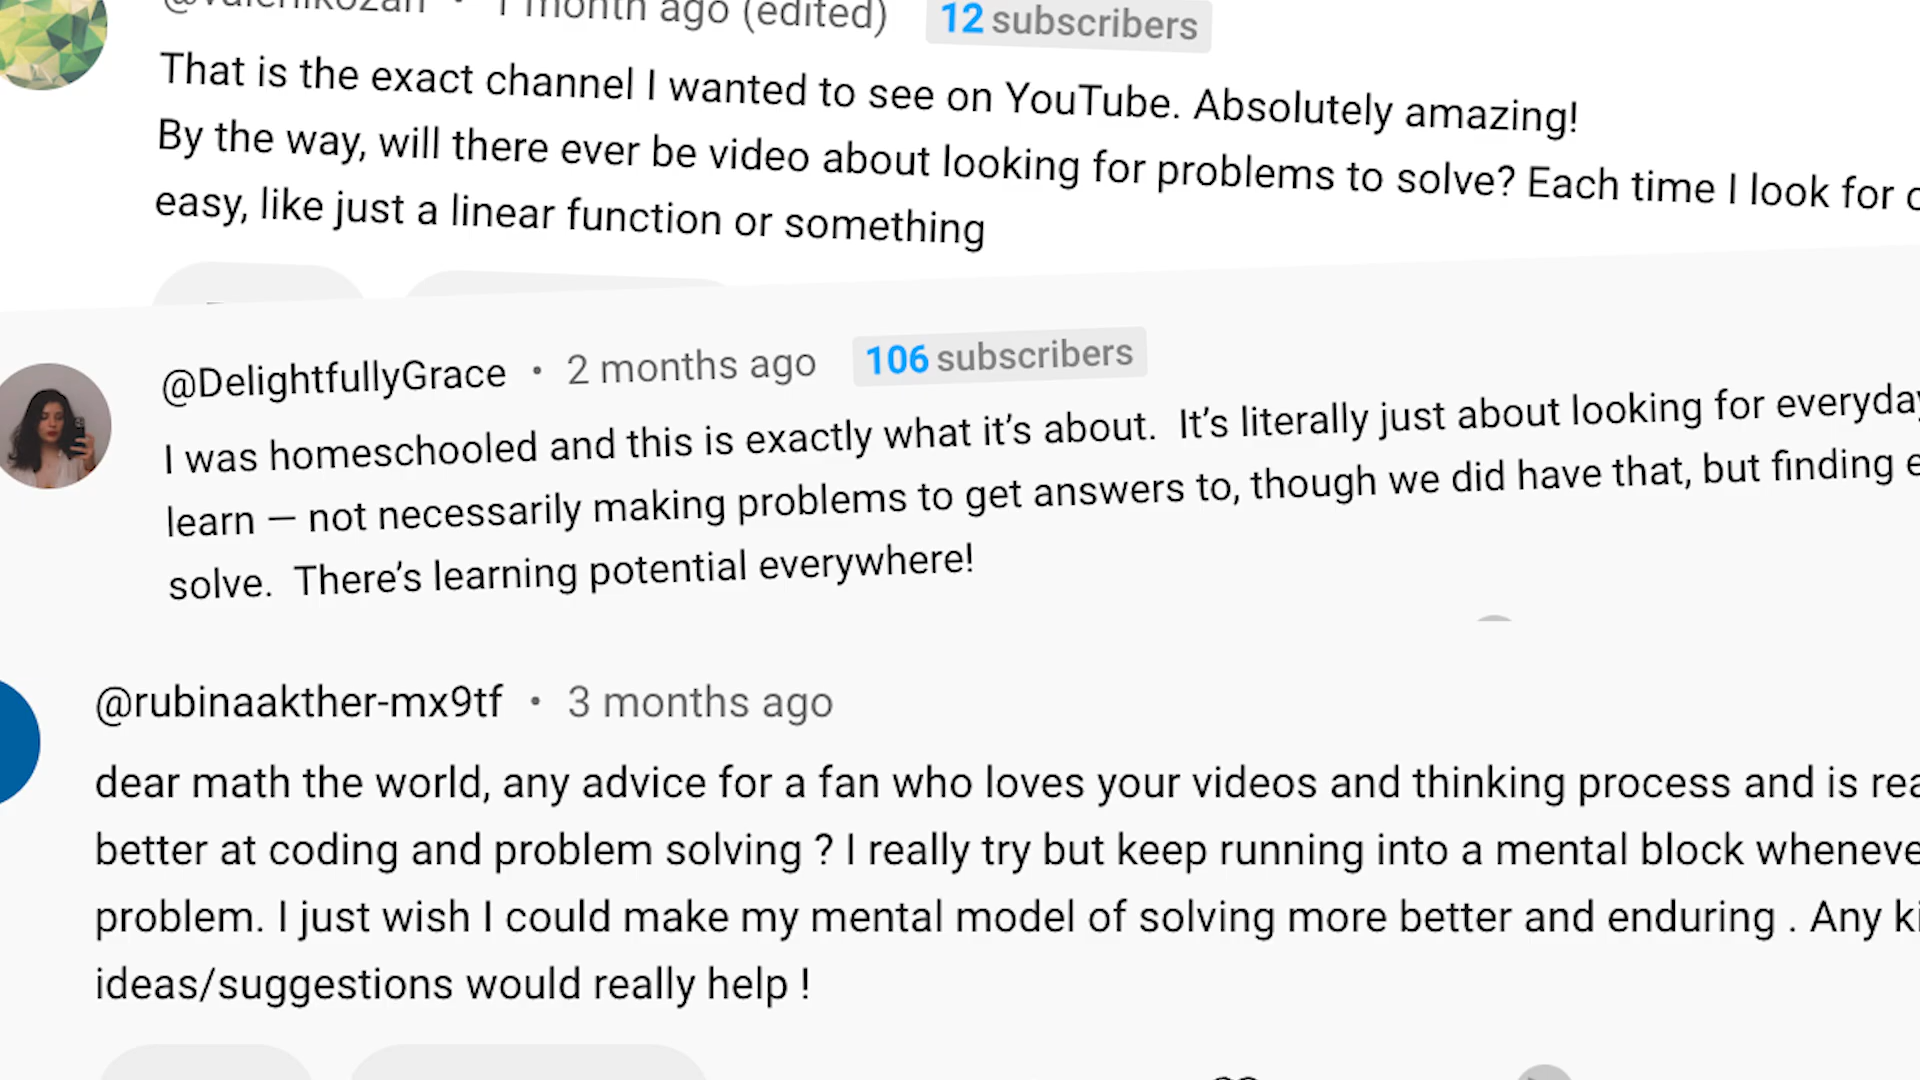 1 month ago (edited) 12 subscribers
That is the exact channel I wanted to see on YouTube. Absolutely amazing!
By the way, will there ever be video about looking for problems to solve? Each time I look for
easy, like just a linear function or something
@DelightfullyGrace • 2 months ago 106 subscribers
I was homeschooled and this is exactly what it's about. It's literally just about looking for everyday
learn — not necessarily making problems to get answers to, though we did have that, but finding
solve. There's learning potential everywhere!
@rubinaakther-mx9tf • 3 months ago
dear math the world, any advice for a fan who loves your videos and thinking process and is
better at coding and problem solving ? I really try but keep running into a mental block
problem. I just wish I could make my mental model of solving more better and enduring . Any
ideas/suggestions would really help !